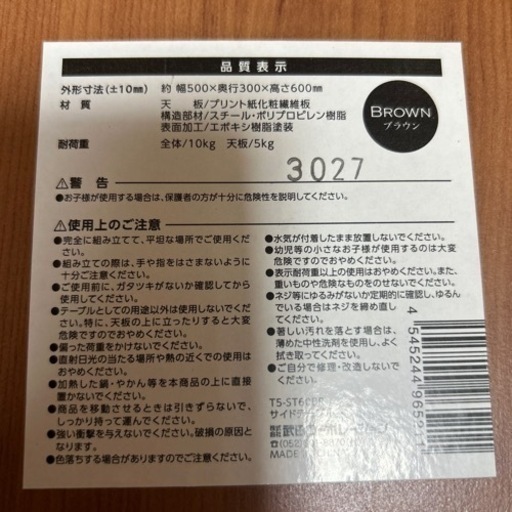 品質表示
外形寸法(±10㎜) 約 幅500×奥行300×高さ600㎜
材質 天 板/プリント紙化粧繊維板
構造部材/スチール・ポリプロピレン樹脂
表面加工/エポキシ樹脂塗装
耐荷重 全体/10kg 天板/5kg
BROWN
ブラウン
3027
⚠警 告
●お子様が使用する場合は、保護者の方が十分に危険性を説明してください。
⚠使用上のご注意
●完全に組み立てて、平坦な場所でご使用ください。
●組み立ての際は、手や指をはさまないように
十分ご注意ください。
●ご使用前に、ガタツキがないか確認してから
使用してください。
●テーブルとしての用途以外は使用しないでください。
特に、天板の上に立ったりすると大変
危険ですのでおやめください。
●偏った荷重をかけないでください。
●直射日光の当たる場所や熱の近くでの使用は
おやめください。
●加熱した鍋・やかん等を本商品の上に直接
置かないでください。
●商品を移動させるときは引きずらないで、
しっかり持って運んでください。
●強い衝撃を与えないでください。破損の原因と
なります。
●色落ちする場合がありますのでご注意ください。
●水気が付着したまま放置しないでください。
●幼児等の小さなお子様が使用するのは大変
危険ですのでおやめください。
●表示耐荷重以上の使用はおやめください。また、
重いものや危険なものをのせないでください。
●ネジ等にゆるみがないか定期的に確認し、ゆるん
でいる場合はネジを締め直し
てください。
●著しい汚れを落とす場合は、
薄めた中性洗剤を使用し、よく
拭き取ってください。
●ご自分で修理・改造しない
でください。
T5-ST60
サイドテ
MADE